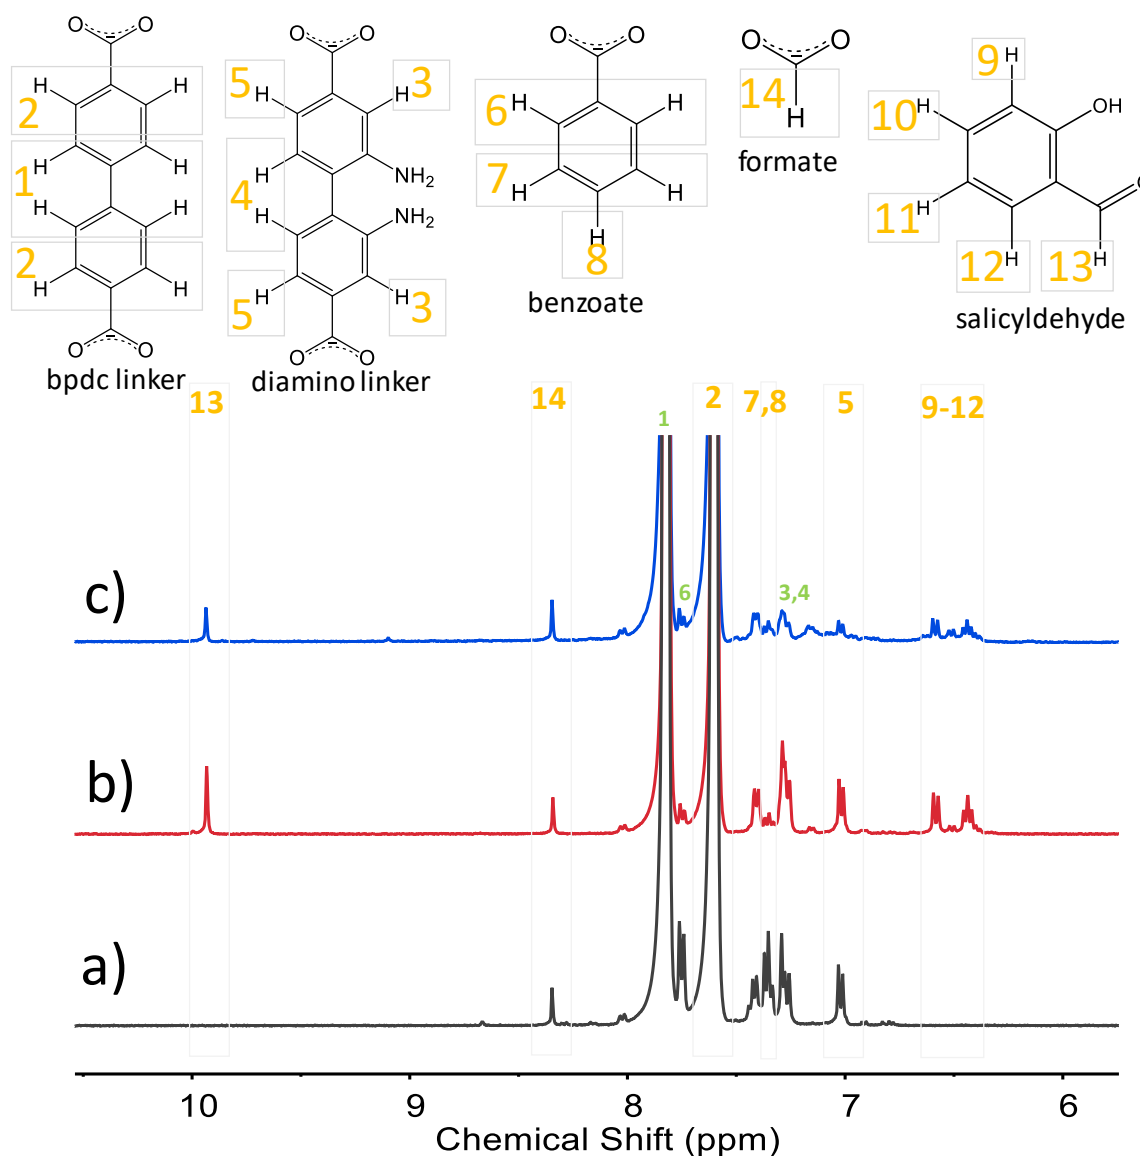 O O
H H
2
H H
1
H H
2
H H
O O
bpdc linker
O O
5 H H 3
H NH₂
4
H NH₂
5 H H 3
O O
diamino linker
O O
6 H H
7 H H
H
8
benzoate
O O
14
H
formate
9 H
10 H OH
11 H O
12 H 13 H
salicyldehyde
13 14 1 2 7,8 5 9-12
c) 6 3,4
b)
a)
10 9 8 7 6
Chemical Shift (ppm)